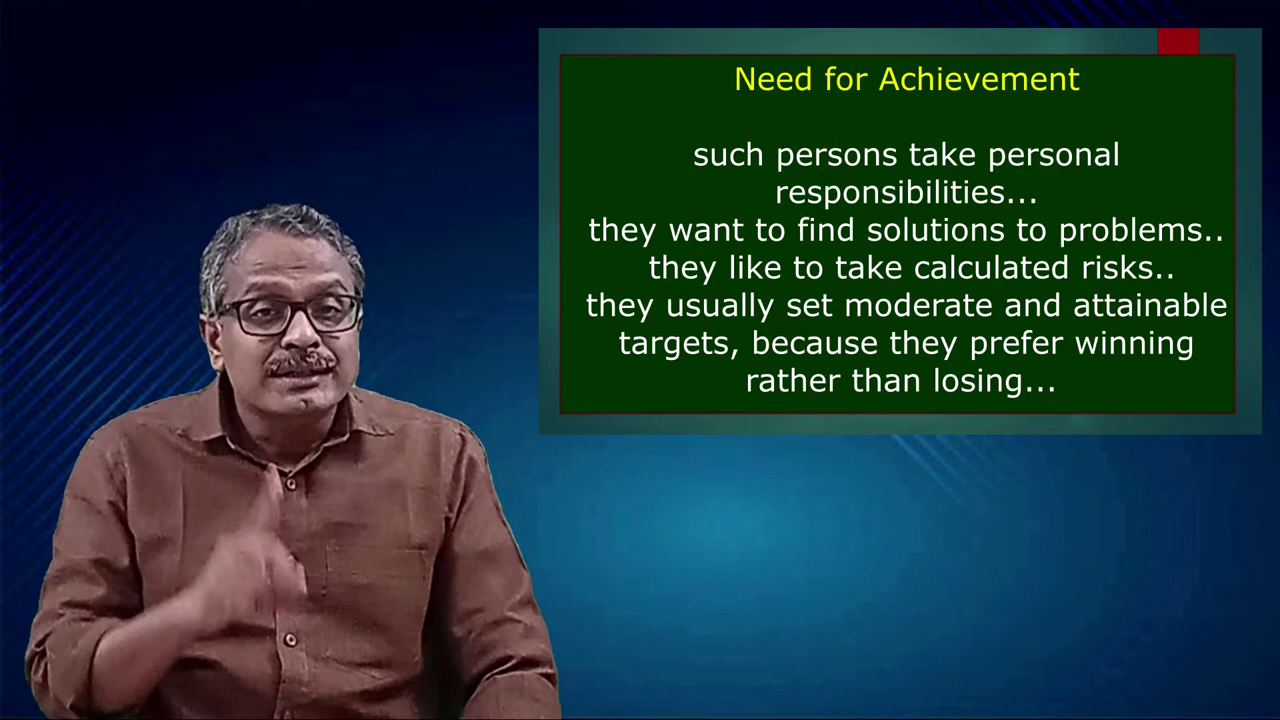 Need for Achievement
such persons take personal
responsibilities...
they want to find solutions to problems..
they like to take calculated risks..
they usually set moderate and attainable
targets, because they prefer winning
rather than losing...